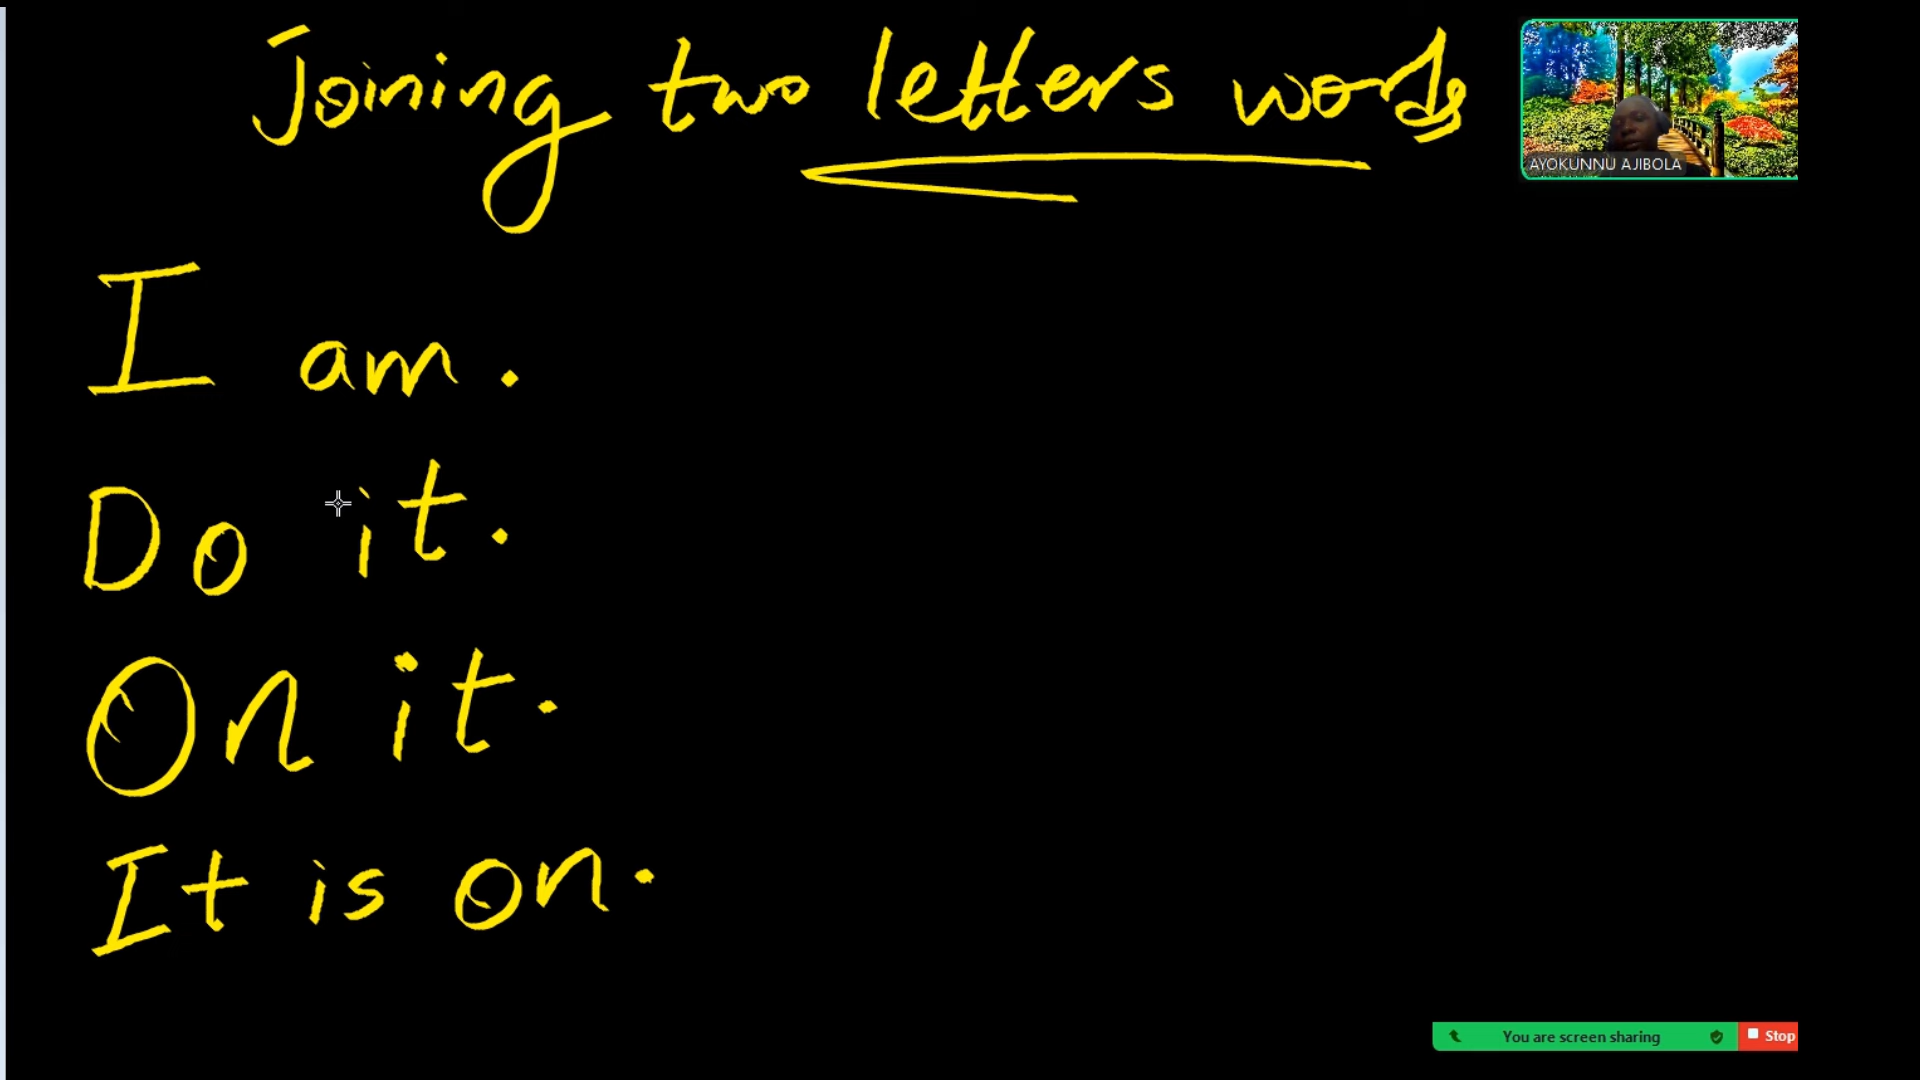 Joining two letters words
AYOKUNNU AJIBOLA
I am.
Do it.
On it.
It is on.
You are screen sharing
Stop